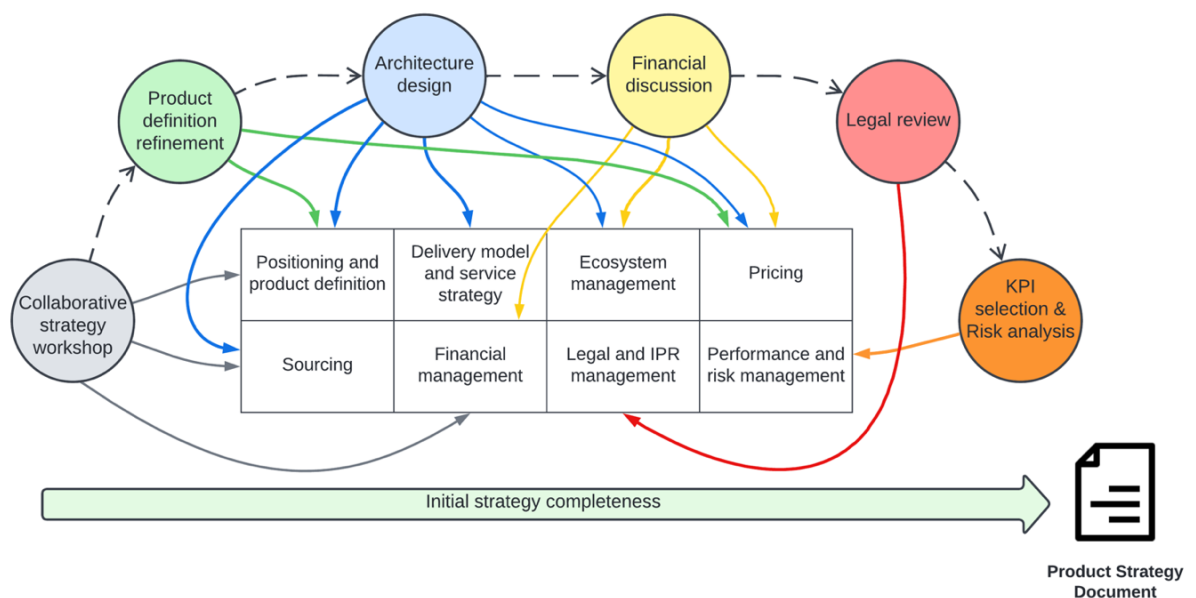 Architecture
design
Financial
discussion
Product
definition
refinement
Legal review
Positioning and
product definition
Delivery model
and service
strategy
Ecosystem
management
Pricing
Collaborative
strategy
workshop
KPI
selection &
Risk analysis
Sourcing
Financial
management
Legal and IPR
management
Performance and
risk management
Initial strategy completeness
Product Strategy
Document